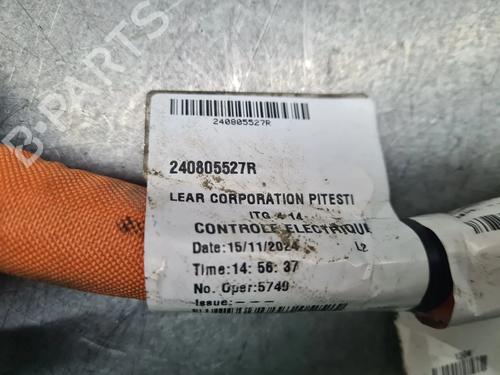 240805527R
240805527R
LEAR CORPORATION PITESTI
ITG 4.14
CONTROLE ELECTRIQUE
Date:15/11/2024 L2
Time:14:56:37
No. Oper:5749
Issue:---
B-PARTS